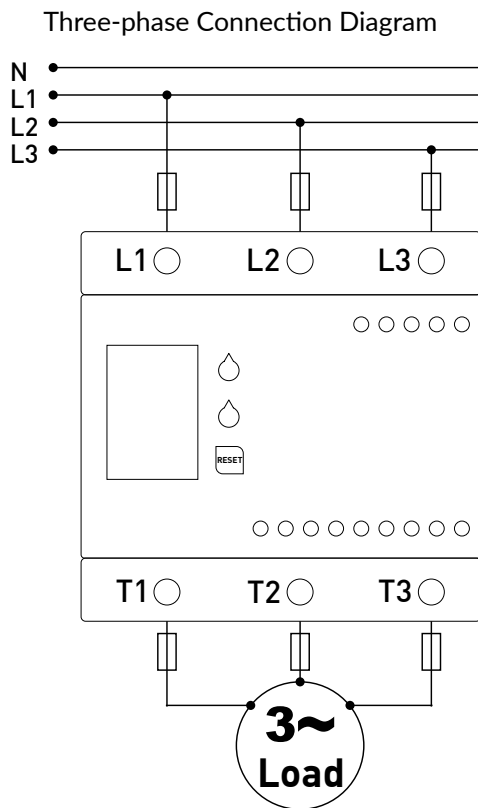 Three-phase Connection Diagram
N
L1
L2
L3
L1 L2 L3
RESET
T1 T2 T3
3~
Load